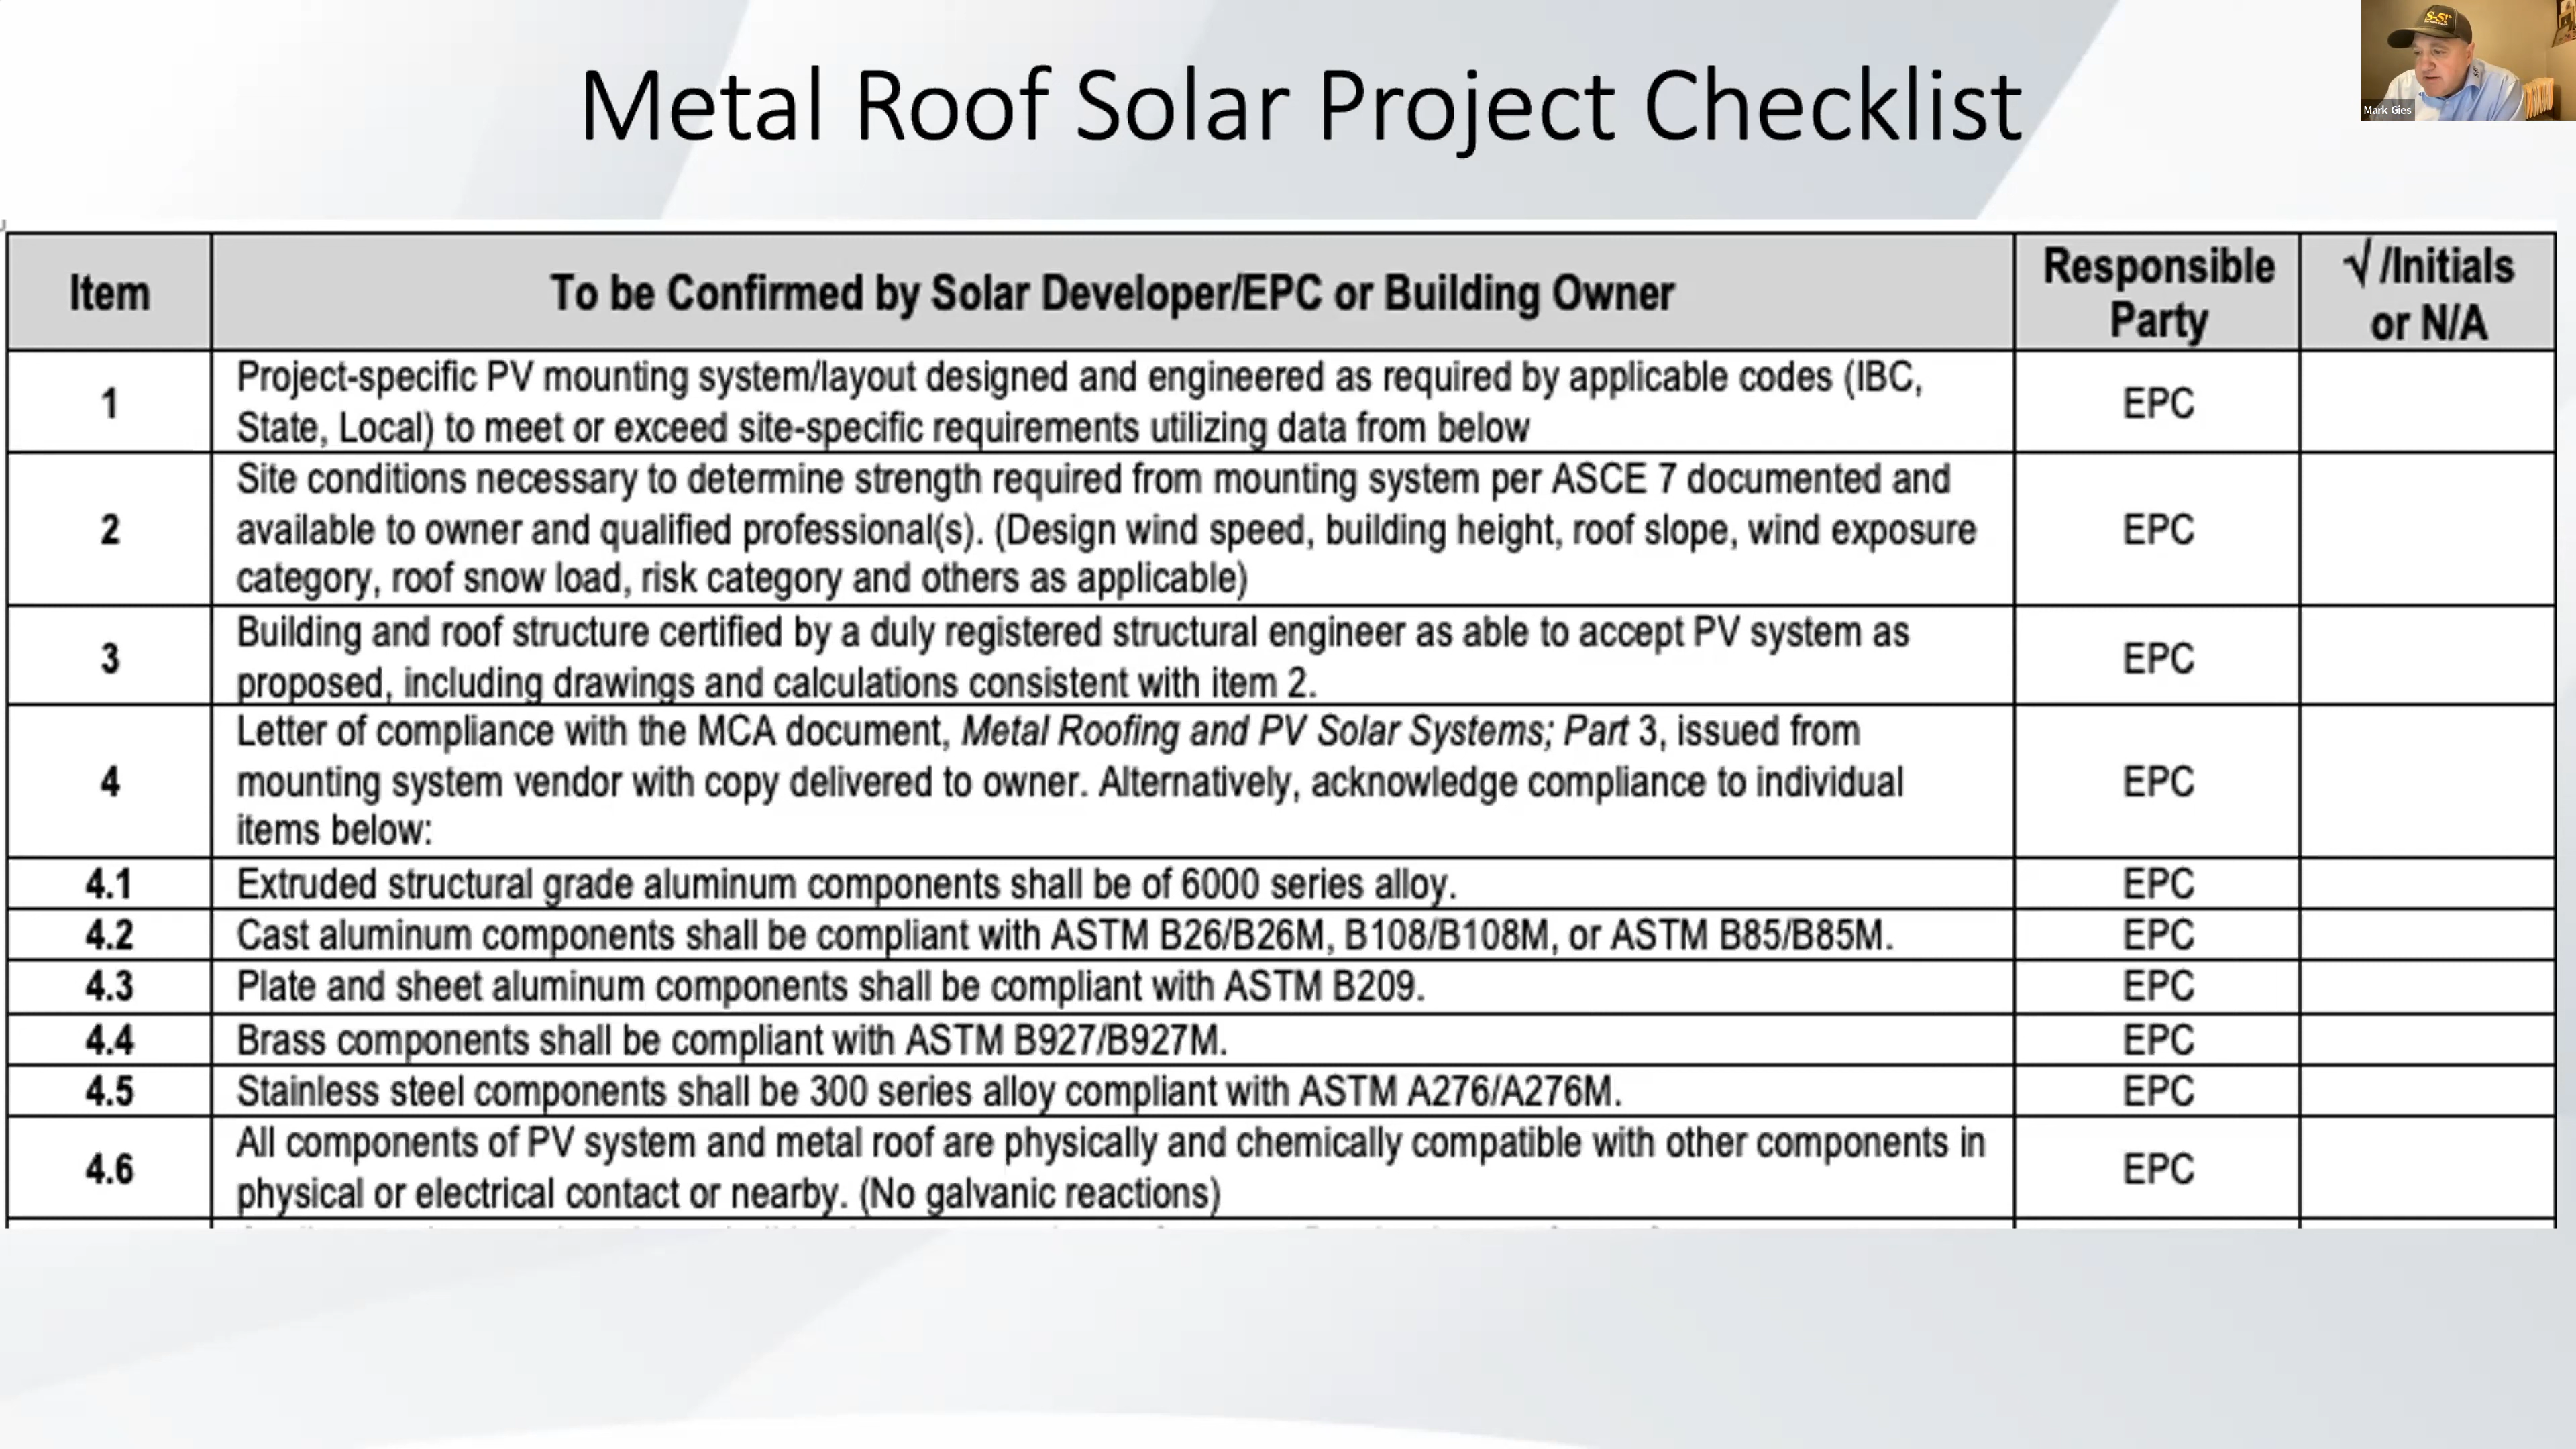 Metal Roof Solar Project Checklist
S-5!
Mark Gies
Item
To be Confirmed by Solar Developer/EPC or Building Owner
Responsible
Party
√ /Initials
or N/A
1
Project-specific PV mounting system/layout designed and engineered as required by applicable codes (IBC,
State, Local) to meet or exceed site-specific requirements utilizing data from below
EPC
2
Site conditions necessary to determine strength required from mounting system per ASCE 7 documented and
available to owner and qualified professional(s). (Design wind speed, building height, roof slope, wind exposure
category, roof snow load, risk category and others as applicable)
EPC
3
Building and roof structure certified by a duly registered structural engineer as able to accept PV system as
proposed, including drawings and calculations consistent with item 2.
EPC
4
Letter of compliance with the MCA document, Metal Roofing and PV Solar Systems; Part 3, issued from
mounting system vendor with copy delivered to owner. Alternatively, acknowledge compliance to individual
items below:
EPC
4.1
Extruded structural grade aluminum components shall be of 6000 series alloy.
EPC
4.2
Cast aluminum components shall be compliant with ASTM B26/B26M, B108/B108M, or ASTM B85/B85M.
EPC
4.3
Plate and sheet aluminum components shall be compliant with ASTM B209.
EPC
4.4
Brass components shall be compliant with ASTM B927/B927M.
EPC
4.5
Stainless steel components shall be 300 series alloy compliant with ASTM A276/A276M.
EPC
4.6
All components of PV system and metal roof are physically and chemically compatible with other components in
physical or electrical contact or nearby. (No galvanic reactions)
EPC